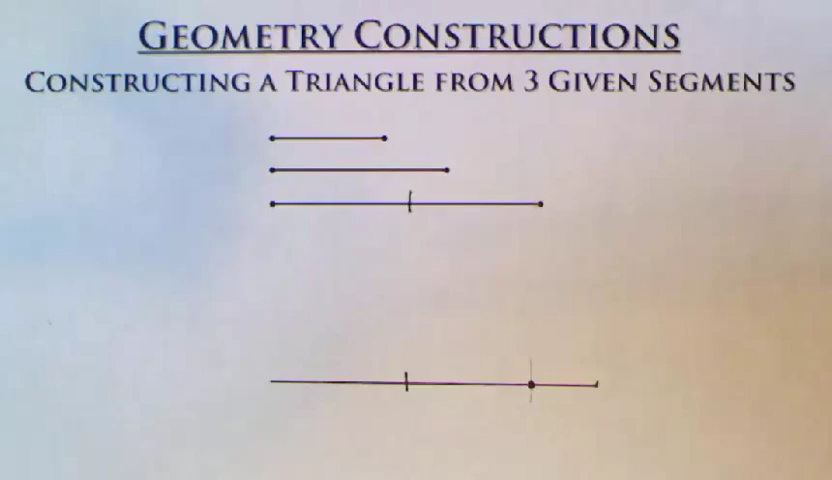 GEOMETRY CONSTRUCTIONS
CONSTRUCTING A TRIANGLE FROM 3 GIVEN SEGMENTS